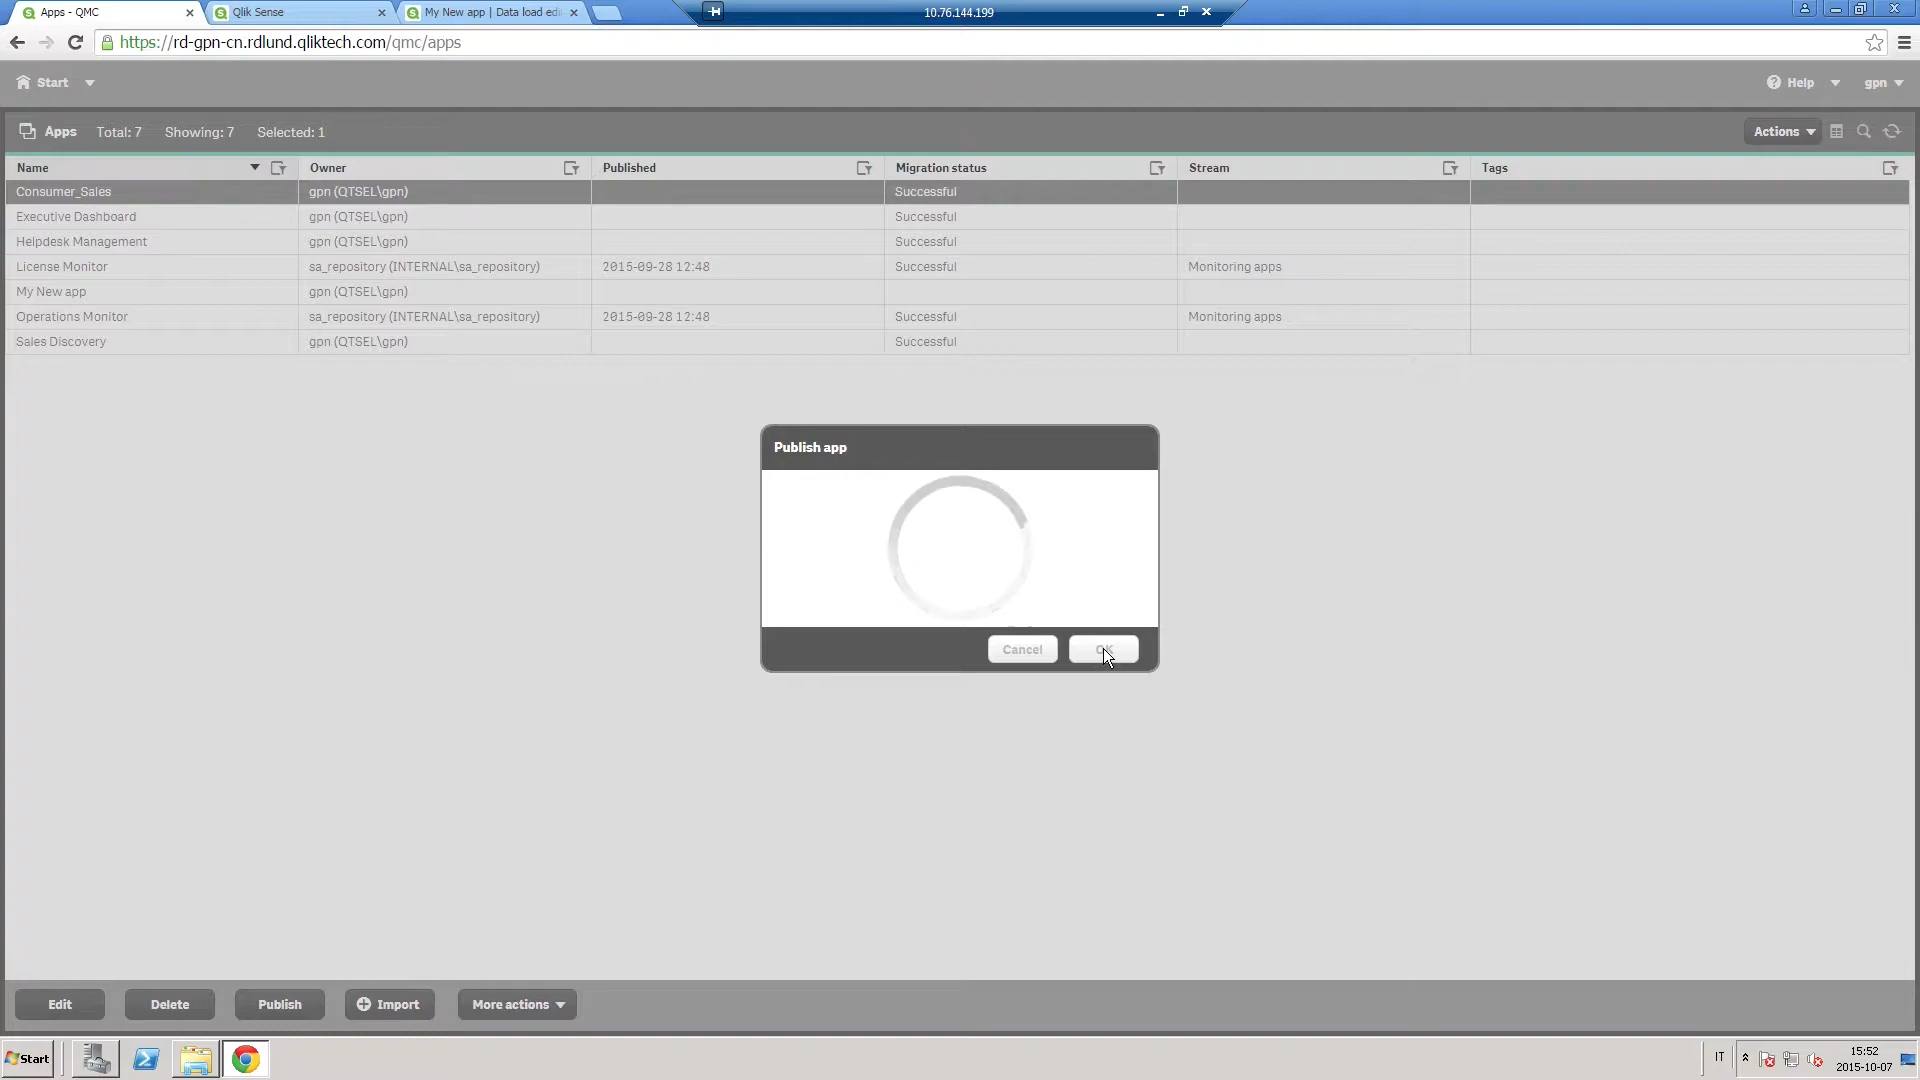 Apps - QMC
Qlik Sense
My New app | Data load edi
10.76.144.199
https://rd-gpn-cn.rdlund.qliktech.com/qmc/apps
Start
Help
gpn
Apps Total: 7 Showing: 7 Selected: 1
Actions
Name Owner Published Migration status Stream Tags
Consumer_Sales gpn (QTSEL\gpn) Successful
Executive Dashboard gpn (QTSEL\gpn) Successful
Helpdesk Management gpn (QTSEL\gpn) Successful
License Monitor sa_repository (INTERNAL\sa_repository) 2015-09-28 12:48 Successful Monitoring apps
My New app gpn (QTSEL\gpn)
Operations Monitor sa_repository (INTERNAL\sa_repository) 2015-09-28 12:48 Successful Monitoring apps
Sales Discovery gpn (QTSEL\gpn) Successful
Publish app
Cancel OK
Edit Delete Publish Import More actions
Start
IT
15:52
2015-10-07